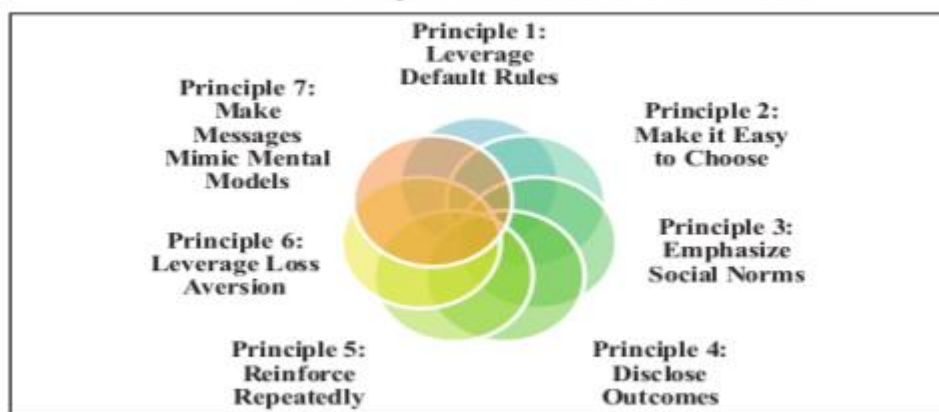 Principle 1:
Leverage
Default Rules
Principle 2:
Make it Easy
to Choose
Principle 3:
Emphasize
Social Norms
Principle 4:
Disclose
Outcomes
Principle 5:
Reinforce
Repeatedly
Principle 6:
Leverage Loss
Aversion
Principle 7:
Make
Messages
Mimic Mental
Models